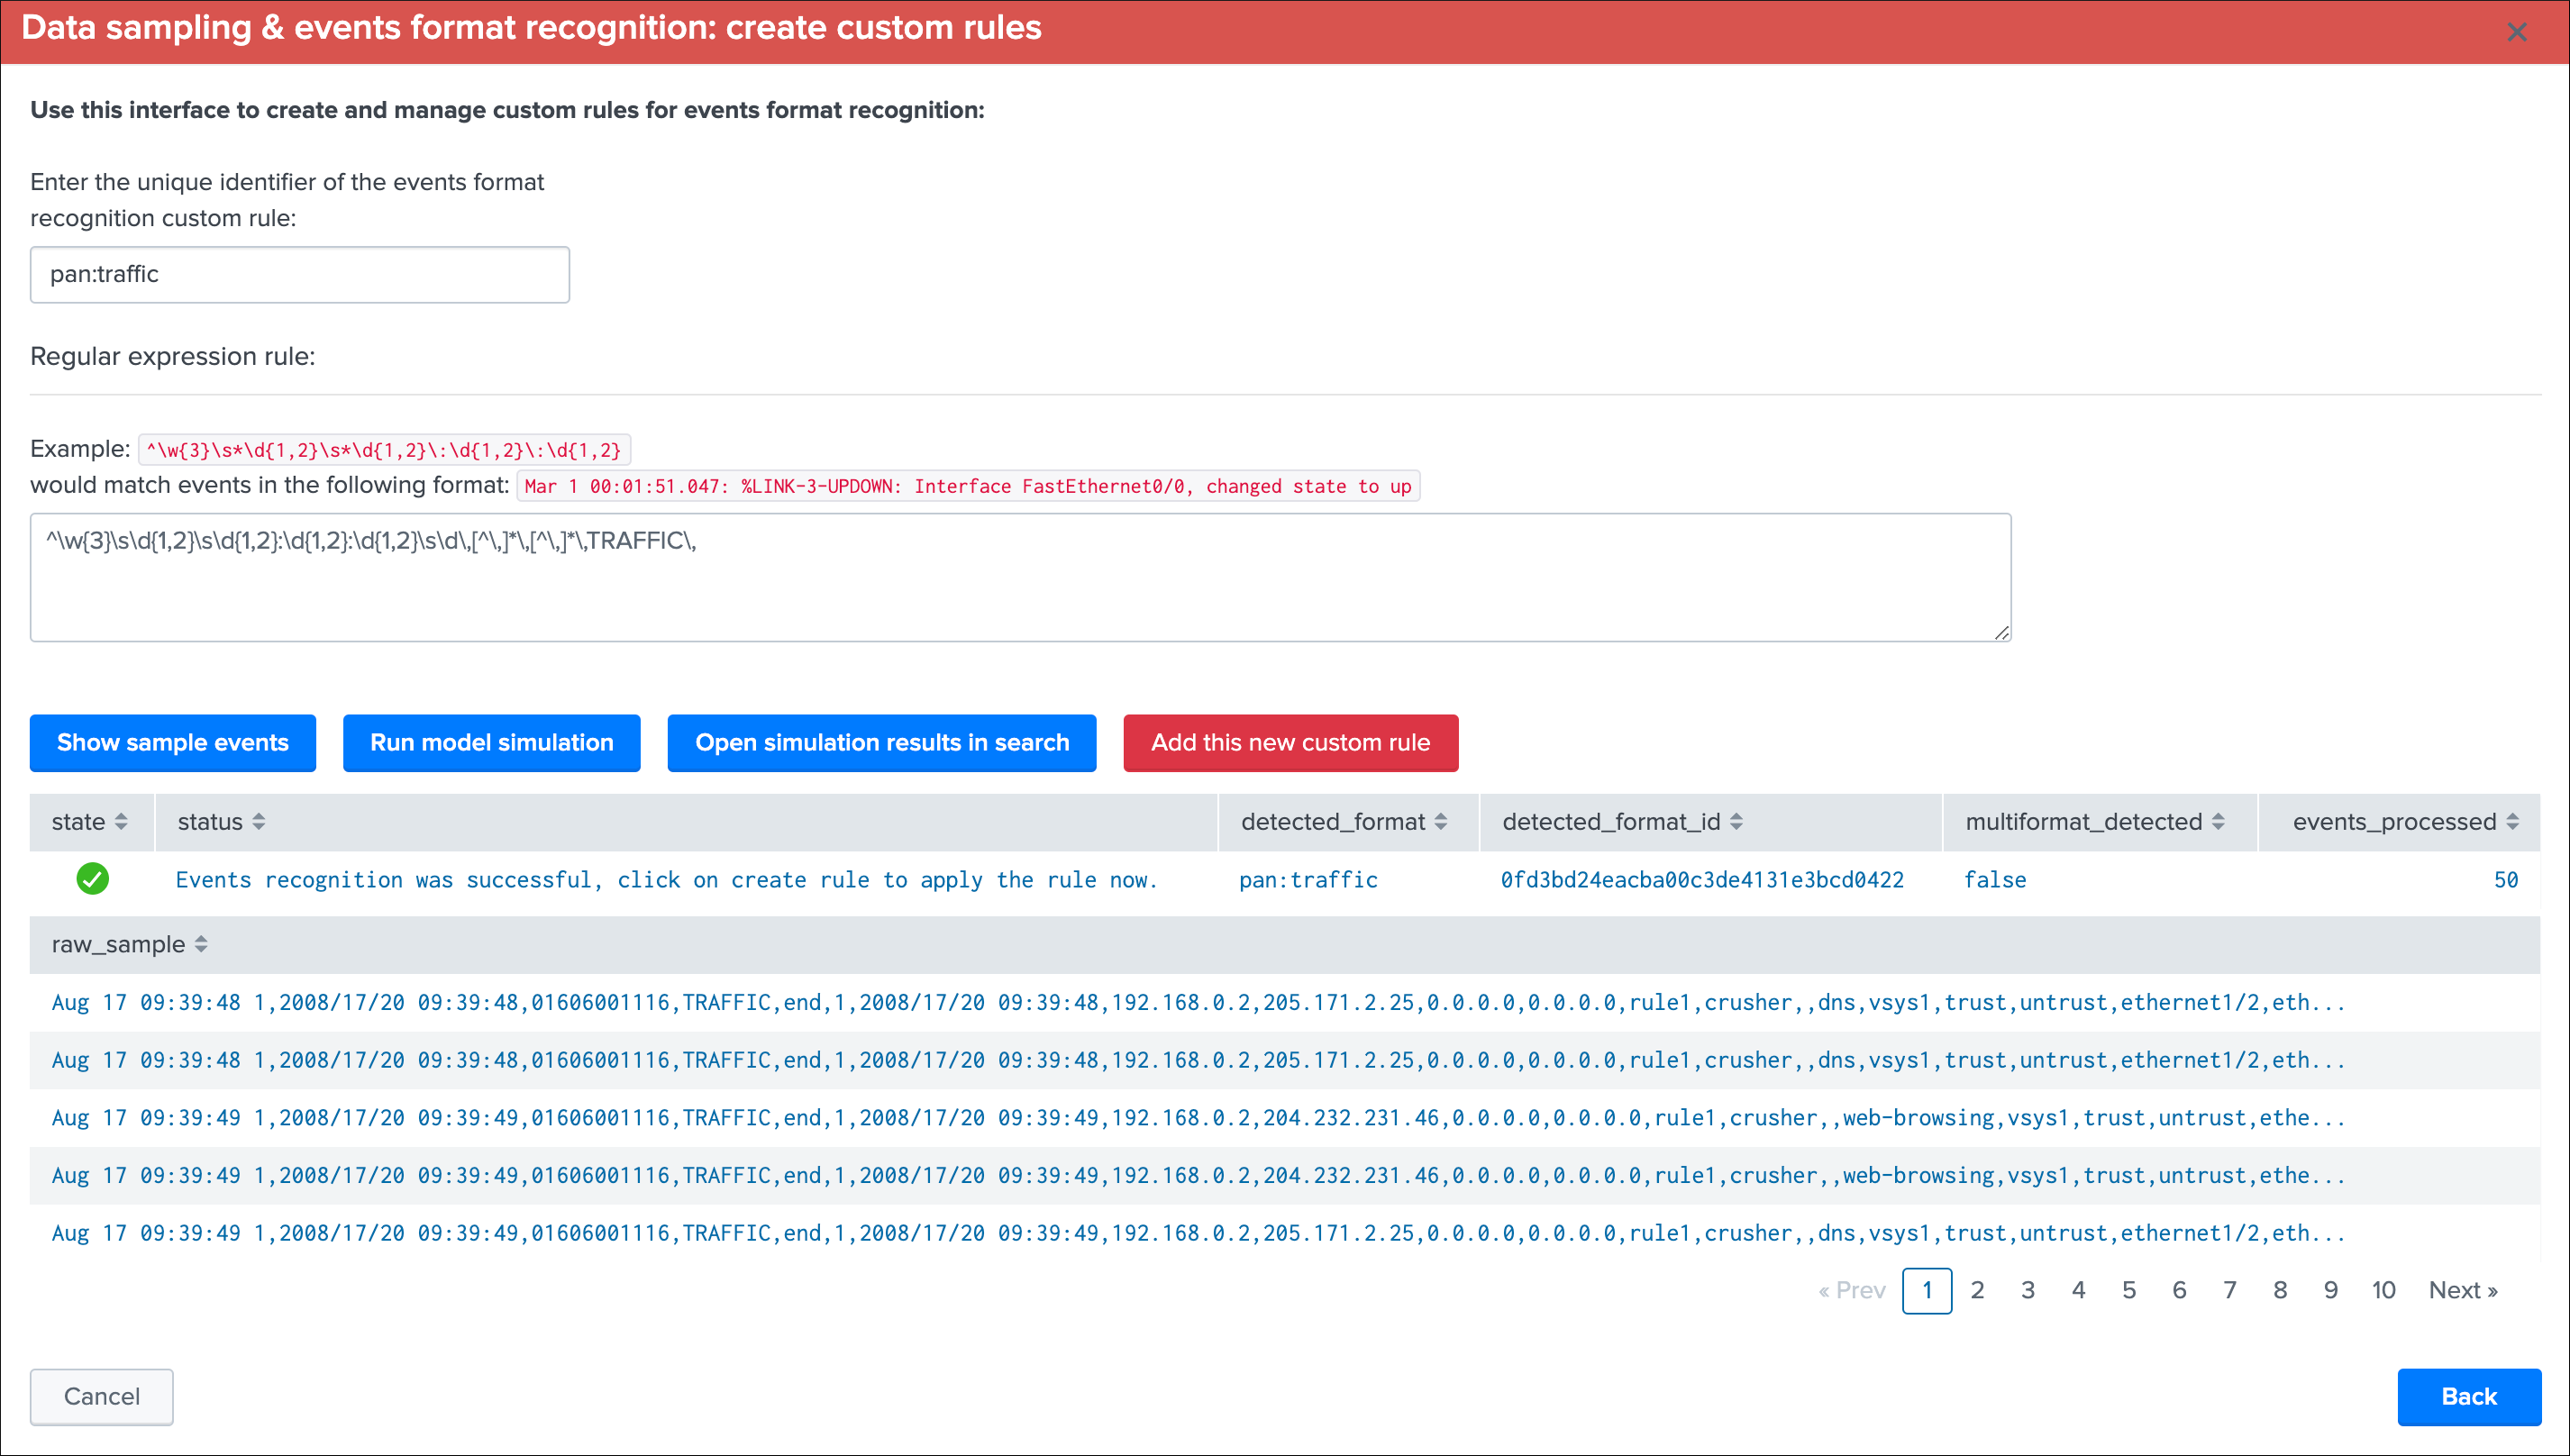 Data sampling & events format recognition: create custom rules
Use this interface to create and manage custom rules for events format recognition:
Enter the unique identifier of the events format
recognition custom rule:
pan:traffic
Regular expression rule:
Example: ^\w{3}\s*\d{1,2}\s*\d{1,2}\:\d{1,2}\:\d{1,2}
would match events in the following format: Mar 1 00:01:51.047: %LINK-3-UPDOWN: Interface FastEthernet0/0, changed state to up
^\w{3}\s\d{1,2}\s\d{1,2}:\d{1,2}:\d{1,2}\s\d\,[^\,]*\,[^\,]*\,TRAFFIC\,
Show sample events Run model simulation Open simulation results in search Add this new custom rule
state status detected_format detected_format_id multiformat_detected events_processed
Events recognition was successful, click on create rule to apply the rule now. pan:traffic 0fd3bd24eacba00c3de4131e3bcd0422 false 50
raw_sample
Aug 17 09:39:48 1,2008/17/20 09:39:48,01606001116,TRAFFIC,end,1,2008/17/20 09:39:48,192.168.0.2,205.171.2.25,0.0.0.0,0.0.0.0,rule1,crusher,,dns,vsys1,trust,untrust,ethernet1/2,eth...
Aug 17 09:39:48 1,2008/17/20 09:39:48,01606001116,TRAFFIC,end,1,2008/17/20 09:39:48,192.168.0.2,205.171.2.25,0.0.0.0,0.0.0.0,rule1,crusher,,dns,vsys1,trust,untrust,ethernet1/2,eth...
Aug 17 09:39:49 1,2008/17/20 09:39:49,01606001116,TRAFFIC,end,1,2008/17/20 09:39:49,192.168.0.2,204.232.231.46,0.0.0.0,0.0.0.0,rule1,crusher,,web-browsing,vsys1,trust,untrust,ethe...
Aug 17 09:39:49 1,2008/17/20 09:39:49,01606001116,TRAFFIC,end,1,2008/17/20 09:39:49,192.168.0.2,204.232.231.46,0.0.0.0,0.0.0.0,rule1,crusher,,web-browsing,vsys1,trust,untrust,ethe...
Aug 17 09:39:49 1,2008/17/20 09:39:49,01606001116,TRAFFIC,end,1,2008/17/20 09:39:49,192.168.0.2,205.171.2.25,0.0.0.0,0.0.0.0,rule1,crusher,,dns,vsys1,trust,untrust,ethernet1/2,eth...
« Prev 1 2 3 4 5 6 7 8 9 10 Next »
Cancel Back